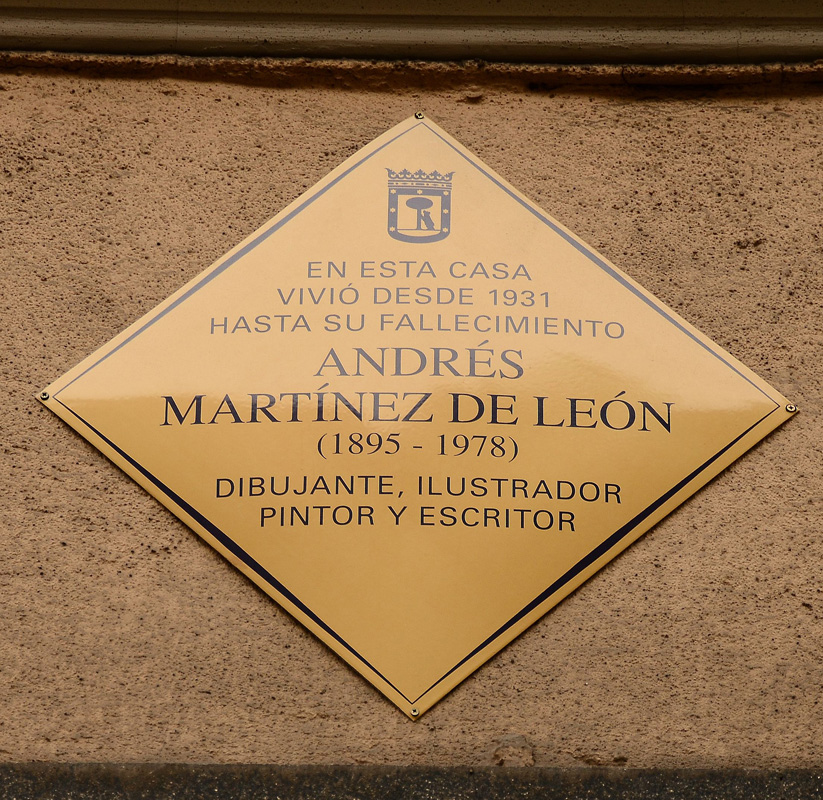 EN ESTA CASA
VIVIÓ DESDE 1931
HASTA SU FALLECIMIENTO
ANDRÉS
MARTÍNEZ DE LEÓN
(1895 - 1978)
DIBUJANTE, ILUSTRADOR
PINTOR Y ESCRITOR